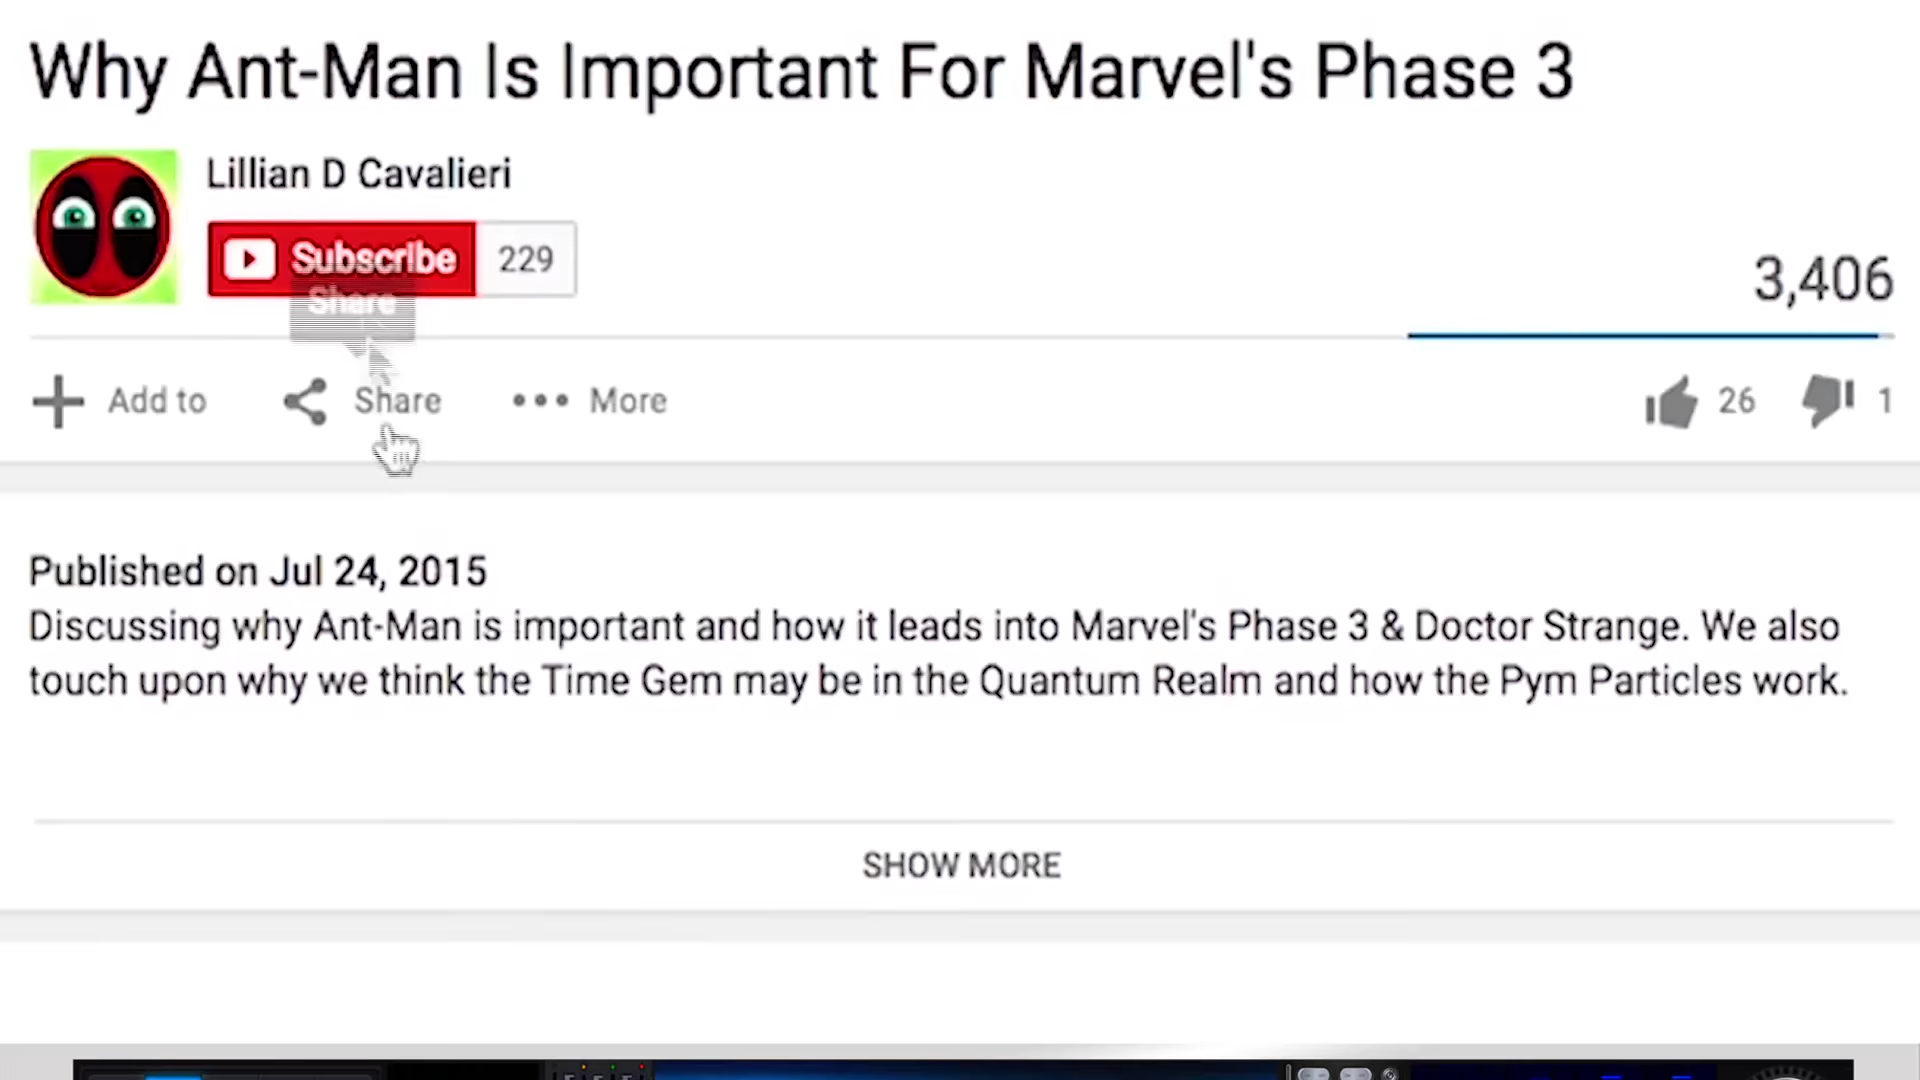 Why Ant-Man Is Important For Marvel's Phase 3
Lillian D Cavalieri
Subscribe 229
Share
3,406
Add to Share More 26 1
Published on Jul 24, 2015
Discussing why Ant-Man is important and how it leads into Marvel's Phase 3 & Doctor Strange. We also
touch upon why we think the Time Gem may be in the Quantum Realm and how the Pym Particles work.
SHOW MORE